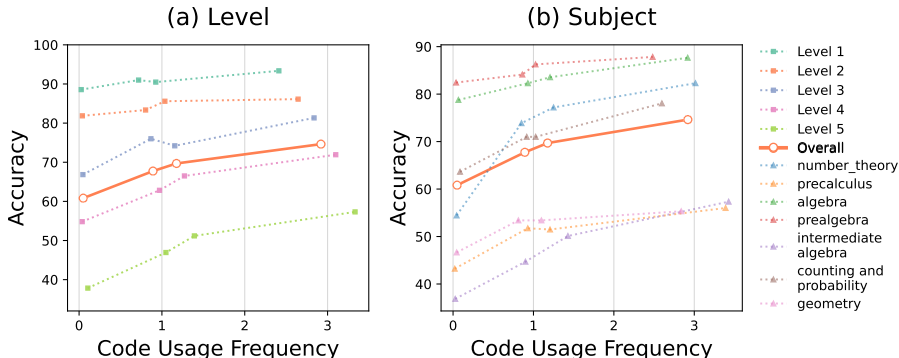 (a) Level
100
90
80
70
60
50
40
0
1
2
3
Accuracy
Code Usage Frequency
(b) Subject
90
80
70
60
50
40
0
1
2
3
Accuracy
Code Usage Frequency
Level 1
Level 2
Level 3
Level 4
Level 5
Overall
number_theory
precalculus
algebra
prealgebra
intermediate
algebra
counting and
probability
geometry